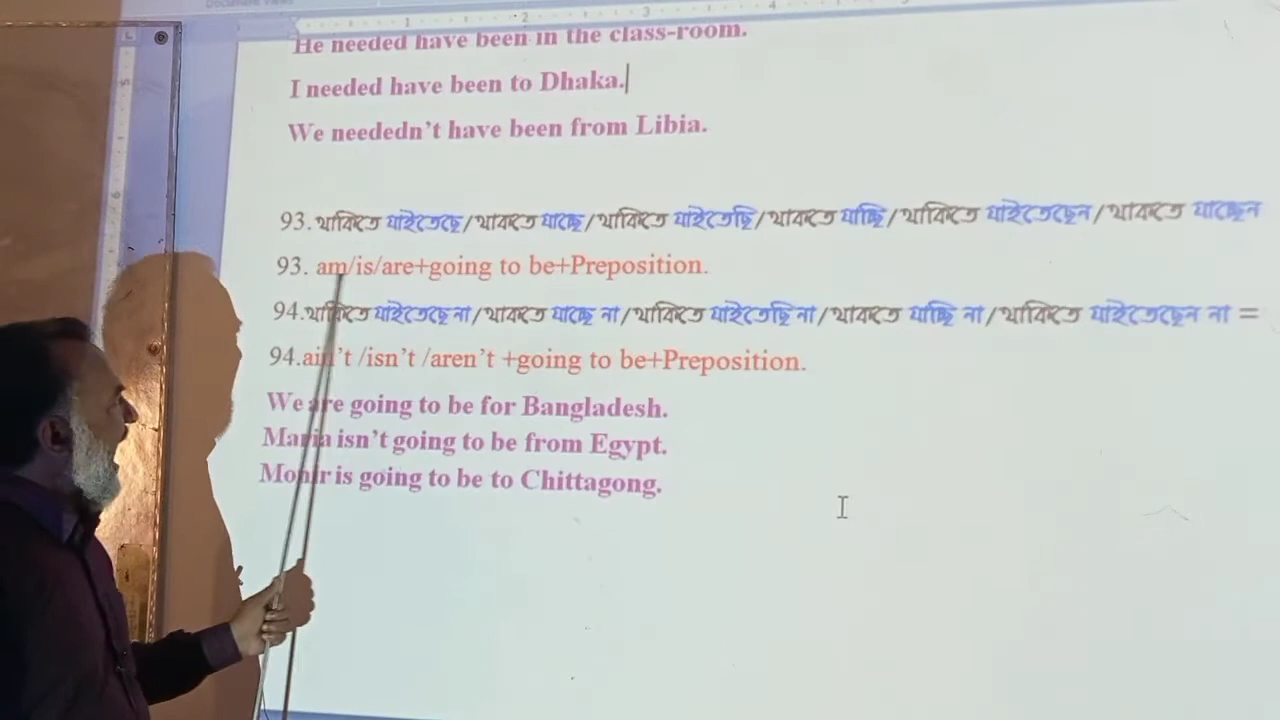 He needed have been in the class-room.
I needed have been to Dhaka.
We neededn’t have been from Libia.
93. থাকিতে যাইতেছে/থাকতে যাচ্ছে/থাকিতে যাইতেছি/থাকতে যাচ্ছি/থাকিতে যাইতেছেন/থাকতে যাচ্ছেন
93. am/is/are+going to be+Preposition.
94.থাকিতে যাইতেছে না/থাকতে যাচ্ছে না/থাকিতে যাইতেছি না/থাকতে যাচ্ছি না/থাকিতে যাইতেছেন না =
94.ain’t /isn’t /aren’t +going to be+Preposition.
We are going to be for Bangladesh.
Maria isn’t going to be from Egypt.
Monir is going to be to Chittagong.